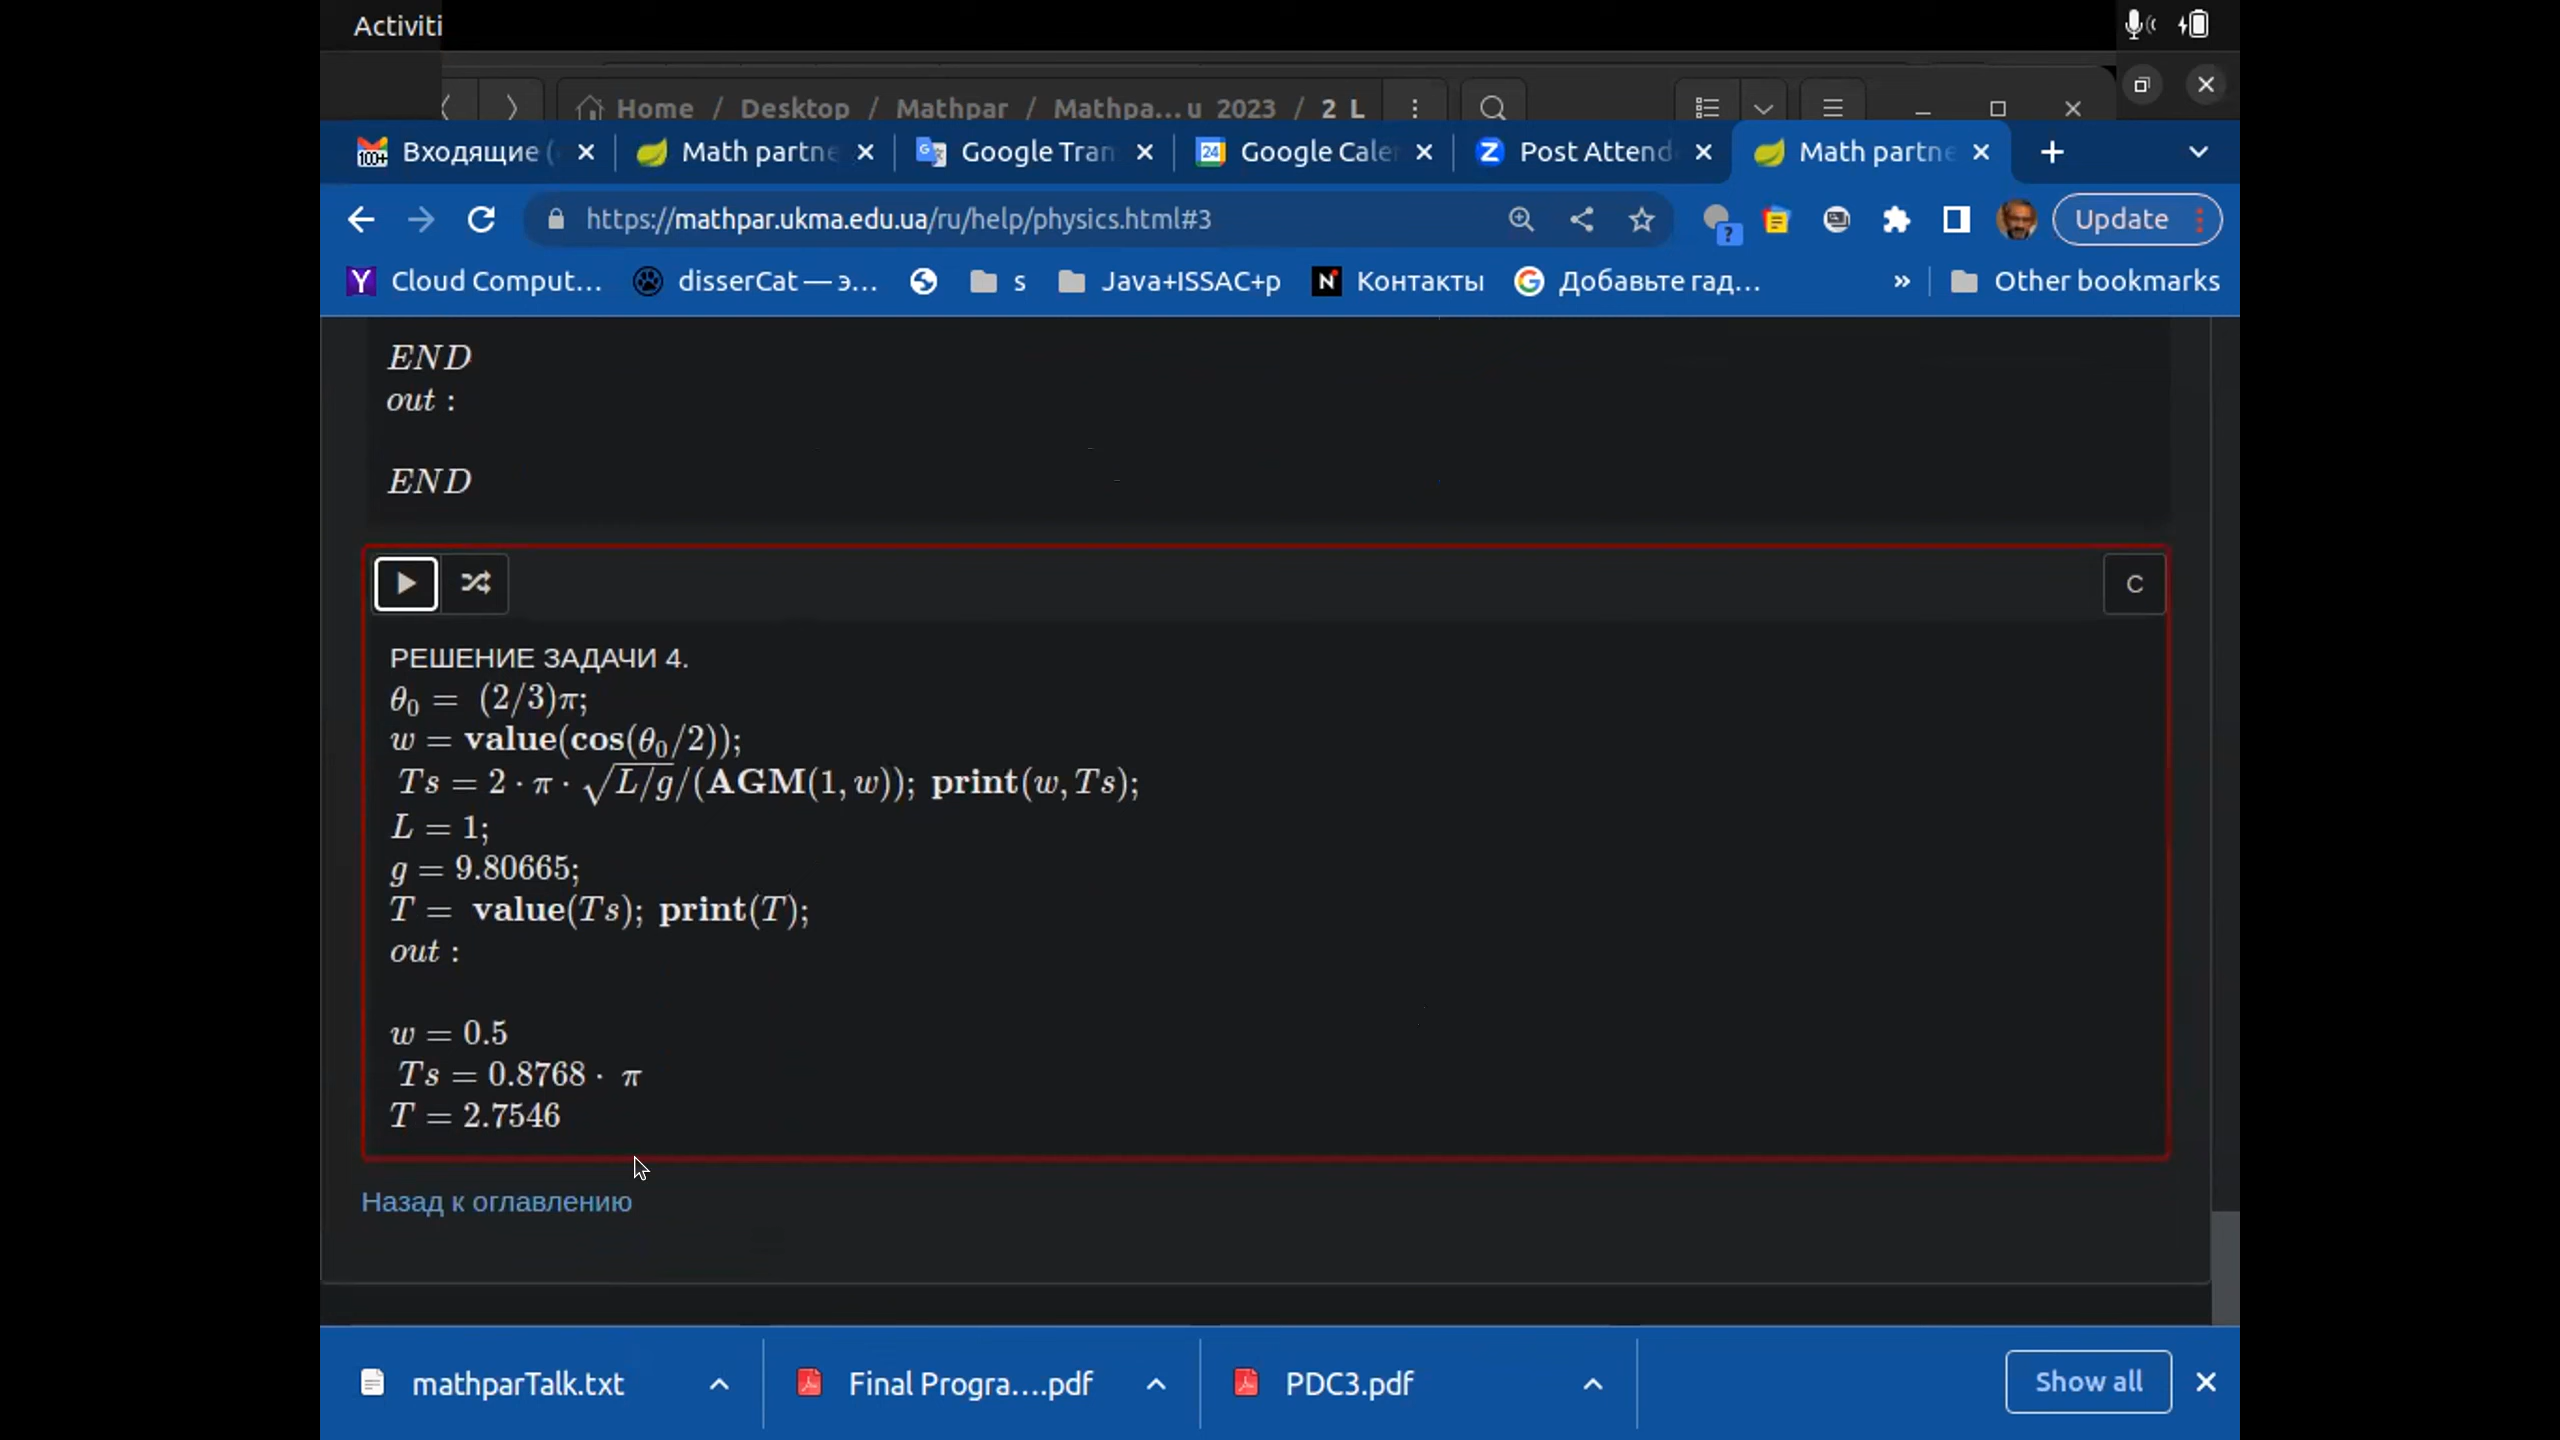 Activiti
Home / Desktop / Mathpar / Mathpa…u 2023 / 2 L
Входящие ( Math partne Google Tran Google Cale Post Attend Math partne
https://mathpar.ukma.edu.ua/ru/help/physics.html#3 Update
Cloud Comput… disserCat — э… s Java+ISSAC+p Контакты Добавьте гад… » Other bookmarks
END
out :
END
C
РЕШЕНИЕ ЗАДАЧИ 4.
θ₀ = (2/3)π;
w = value(cos(θ₀/2));
Ts = 2 · π · √L/g/(AGM(1, w)); print(w, Ts);
L = 1;
g = 9.80665;
T = value(Ts); print(T);
out :
w = 0.5
Ts = 0.8768 · π
T = 2.7546
Назад к оглавлению
mathparTalk.txt Final Progra….pdf PDC3.pdf Show all